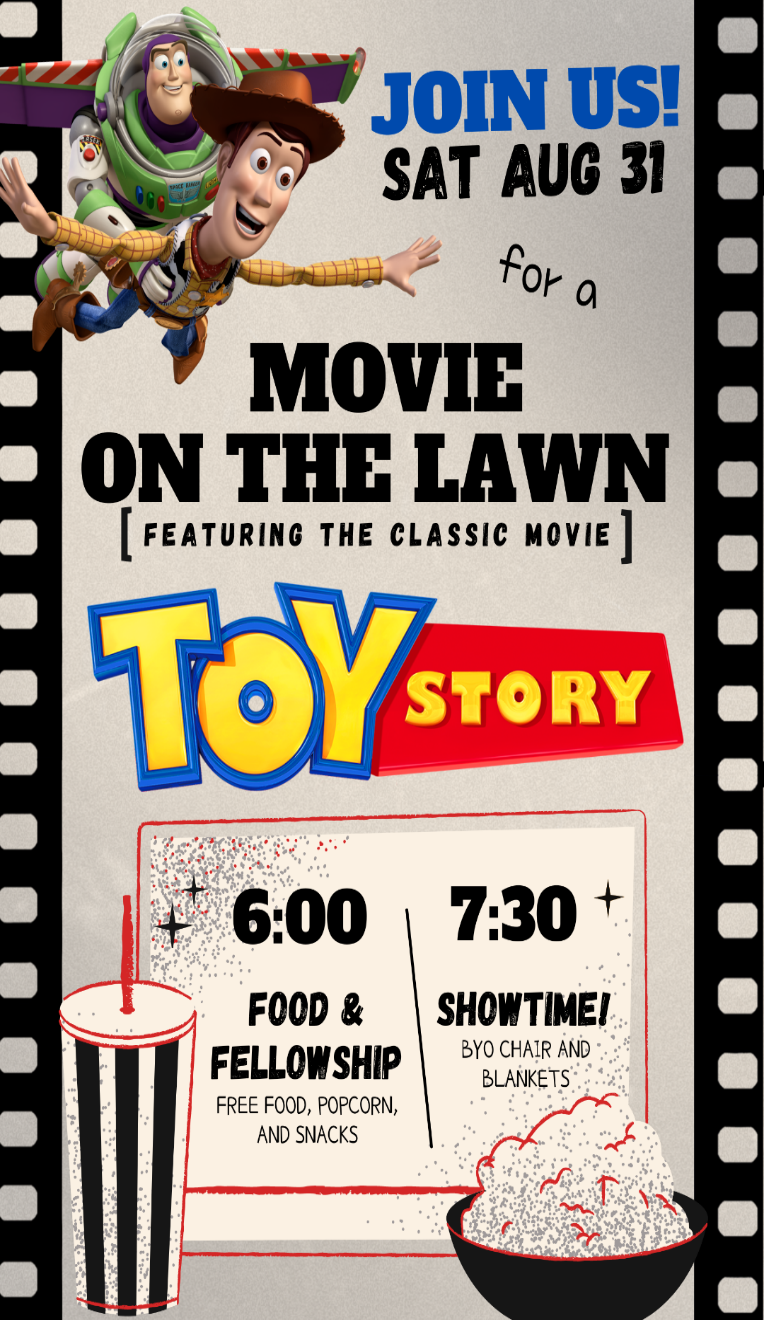 JOIN US!
SAT AUG 31
for a
MOVIE
ON THE LAWN
[FEATURING THE CLASSIC MOVIE]
TOY STORY
6:00
FOOD &
FELLOWSHIP
FREE FOOD, POPCORN,
AND SNACKS
7:30
SHOWTIME!
BYO CHAIR AND
BLANKETS